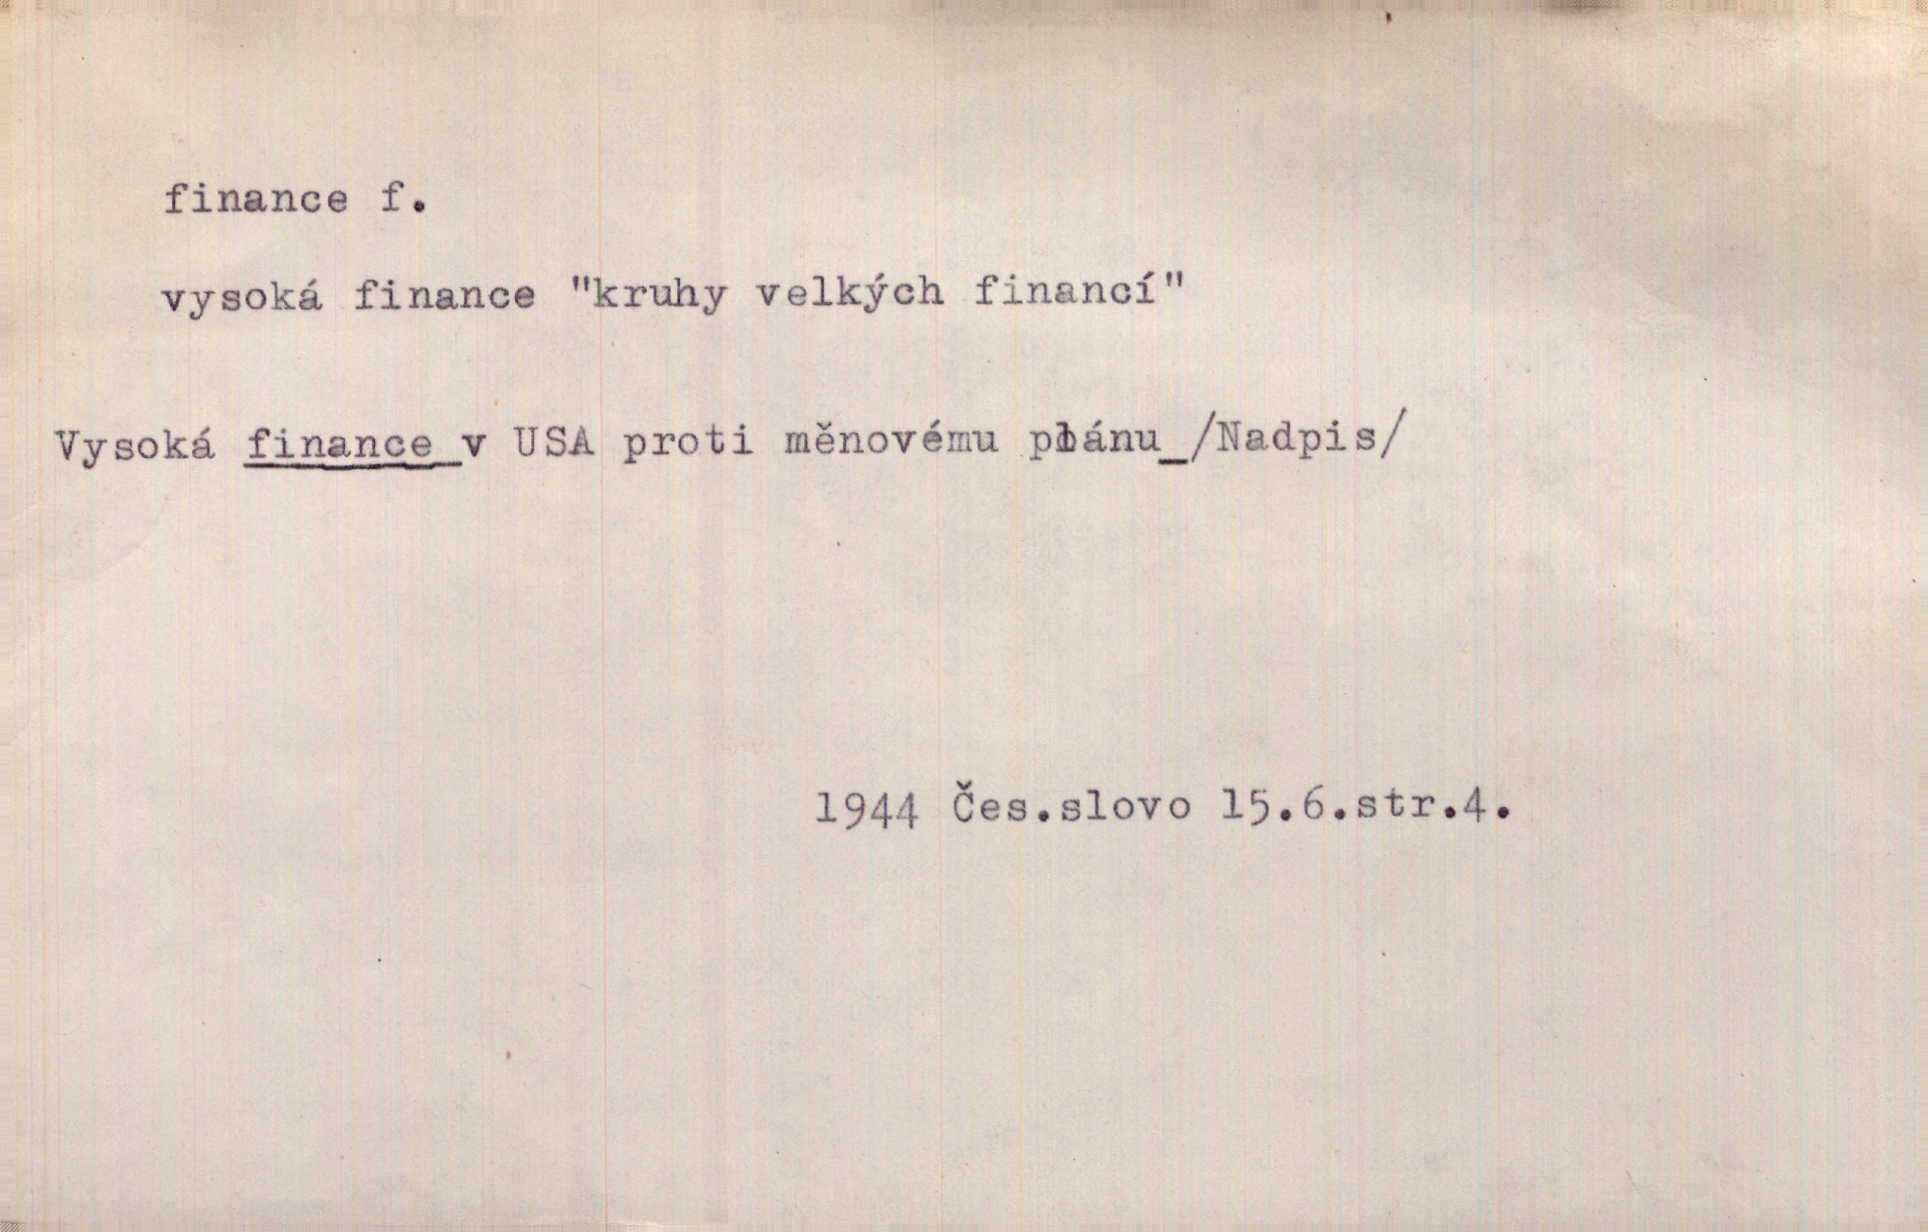 finance f.
vysoká finance "kruhy velkých financí"
Vysoká finance v USA proti měnovému plánu_/Nadpis/
1944 Čes.slovo 15.6.str.4.